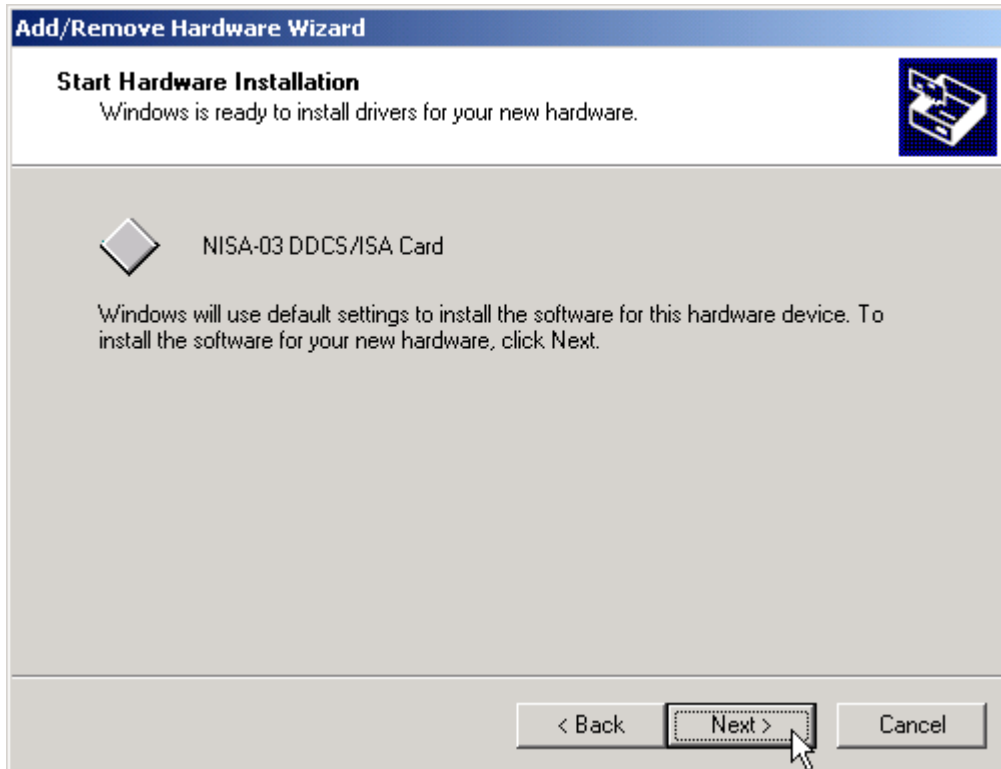 Add/Remove Hardware Wizard
Start Hardware Installation
Windows is ready to install drivers for your new hardware.
NISA-03 DDCS/ISA Card
Windows will use default settings to install the software for this hardware device. To
install the software for your new hardware, click Next.
< Back
Next >
Cancel